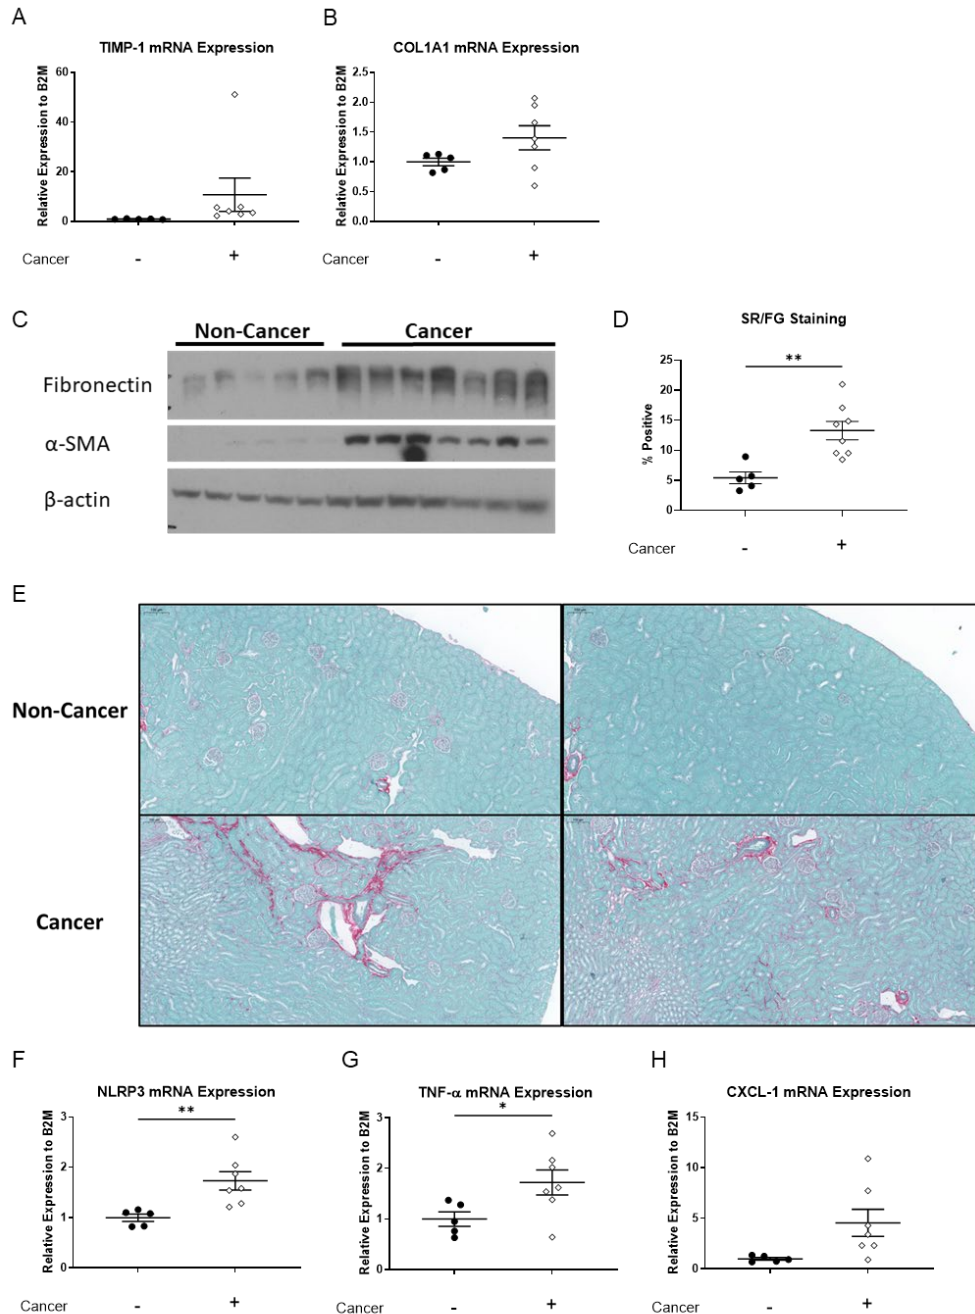 A
TIMP-1 mRNA Expression
Relative Expression to B2M
60
40
20
0
Cancer - +
B
COL1A1 mRNA Expression
Relative Expression to B2M
2.5
2.0
1.5
1.0
0.5
0.0
Cancer - +
C
Non-Cancer Cancer
Fibronectin
α-SMA
β-actin
D
SR/FG Staining
**
% Positive
25
20
15
10
5
0
Cancer - +
E
Non-Cancer
Cancer
F
NLRP3 mRNA Expression
**
Relative Expression to B2M
3
2
1
0
Cancer - +
G
TNF-α mRNA Expression
*
Relative Expression to B2M
3
2
1
0
Cancer - +
H
CXCL-1 mRNA Expression
Relative Expression to B2M
15
10
5
0
Cancer - +